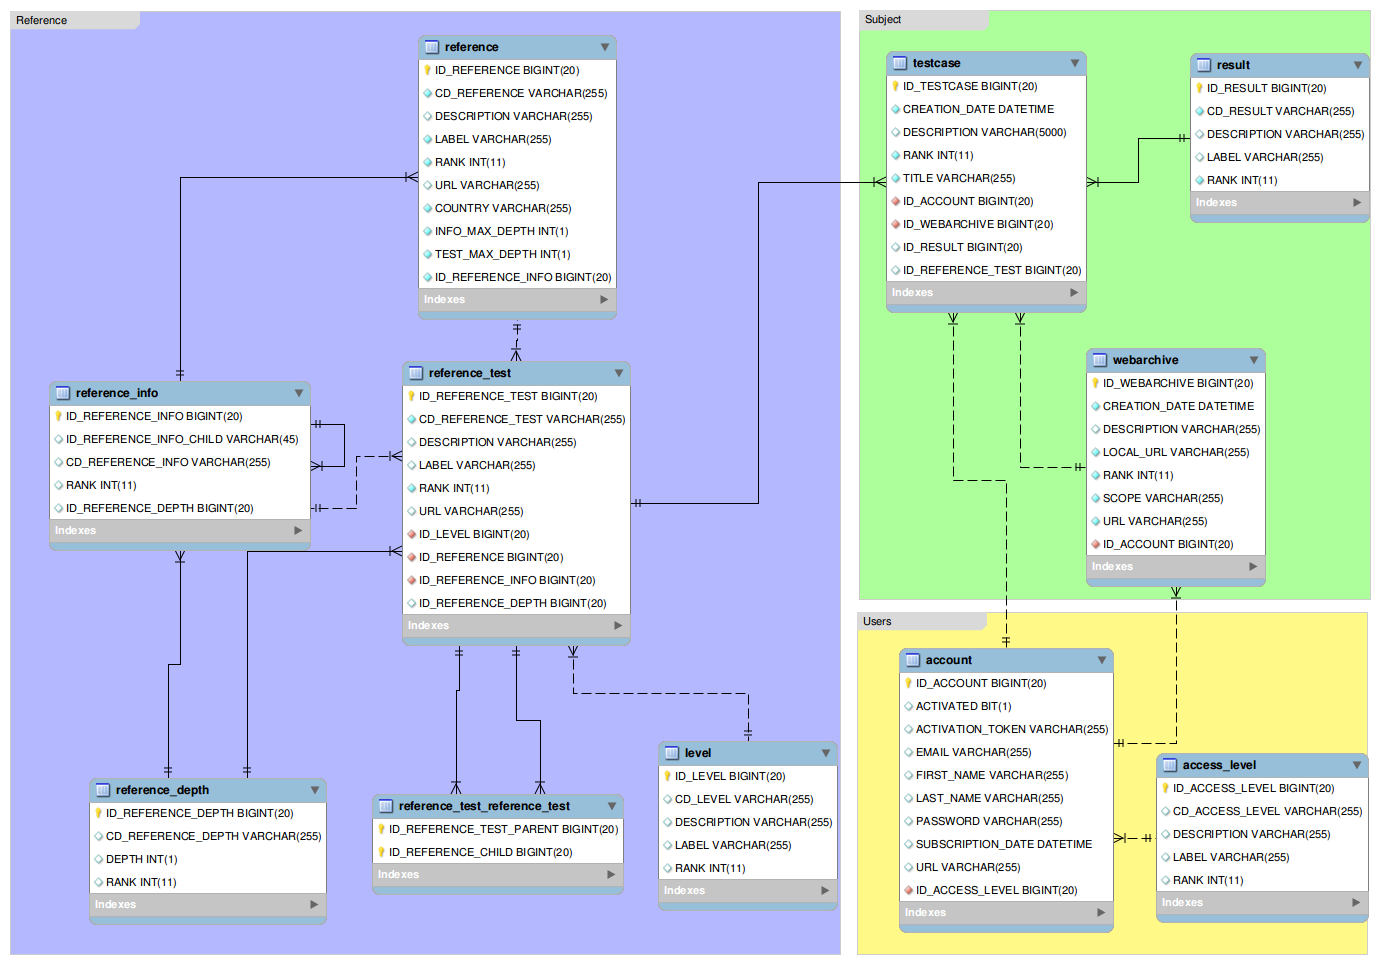 Reference
reference
ID_REFERENCE BIGINT(20)
CD_REFERENCE VARCHAR(255)
DESCRIPTION VARCHAR(255)
LABEL VARCHAR(255)
RANK INT(11)
URL VARCHAR(255)
COUNTRY VARCHAR(255)
INFO_MAX_DEPTH INT(1)
TEST_MAX_DEPTH INT(1)
ID_REFERENCE_INFO BIGINT(20)
Indexes
reference_info
ID_REFERENCE_INFO BIGINT(20)
ID_REFERENCE_INFO_CHILD VARCHAR(45)
CD_REFERENCE_INFO VARCHAR(255)
RANK INT(11)
ID_REFERENCE_DEPTH BIGINT(20)
Indexes
reference_test
ID_REFERENCE_TEST BIGINT(20)
CD_REFERENCE_TEST VARCHAR(255)
DESCRIPTION VARCHAR(255)
LABEL VARCHAR(255)
RANK INT(11)
URL VARCHAR(255)
ID_LEVEL BIGINT(20)
ID_REFERENCE BIGINT(20)
ID_REFERENCE_INFO BIGINT(20)
ID_REFERENCE_DEPTH BIGINT(20)
Indexes
reference_depth
ID_REFERENCE_DEPTH BIGINT(20)
CD_REFERENCE_DEPTH VARCHAR(255)
DEPTH INT(1)
RANK INT(11)
Indexes
reference_test_reference_test
ID_REFERENCE_TEST_PARENT BIGINT(20)
ID_REFERENCE_CHILD BIGINT(20)
Indexes
level
ID_LEVEL BIGINT(20)
CD_LEVEL VARCHAR(255)
DESCRIPTION VARCHAR(255)
LABEL VARCHAR(255)
RANK INT(11)
Indexes
Subject
testcase
ID_TESTCASE BIGINT(20)
CREATION_DATE DATETIME
DESCRIPTION VARCHAR(5000)
RANK INT(11)
TITLE VARCHAR(255)
ID_ACCOUNT BIGINT(20)
ID_WEBARCHIVE BIGINT(20)
ID_RESULT BIGINT(20)
ID_REFERENCE_TEST BIGINT(20)
Indexes
result
ID_RESULT BIGINT(20)
CD_RESULT VARCHAR(255)
DESCRIPTION VARCHAR(255)
LABEL VARCHAR(255)
RANK INT(11)
Indexes
webarchive
ID_WEBARCHIVE BIGINT(20)
CREATION_DATE DATETIME
DESCRIPTION VARCHAR(255)
LOCAL_URL VARCHAR(255)
RANK INT(11)
SCOPE VARCHAR(255)
URL VARCHAR(255)
ID_ACCOUNT BIGINT(20)
Indexes
Users
account
ID_ACCOUNT BIGINT(20)
ACTIVATED BIT(1)
ACTIVATION_TOKEN VARCHAR(255)
EMAIL VARCHAR(255)
FIRST_NAME VARCHAR(255)
LAST_NAME VARCHAR(255)
PASSWORD VARCHAR(255)
SUBSCRIPTION_DATE DATETIME
URL VARCHAR(255)
ID_ACCESS_LEVEL BIGINT(20)
Indexes
access_level
ID_ACCESS_LEVEL BIGINT(20)
CD_ACCESS_LEVEL VARCHAR(255)
DESCRIPTION VARCHAR(255)
LABEL VARCHAR(255)
RANK INT(11)
Indexes